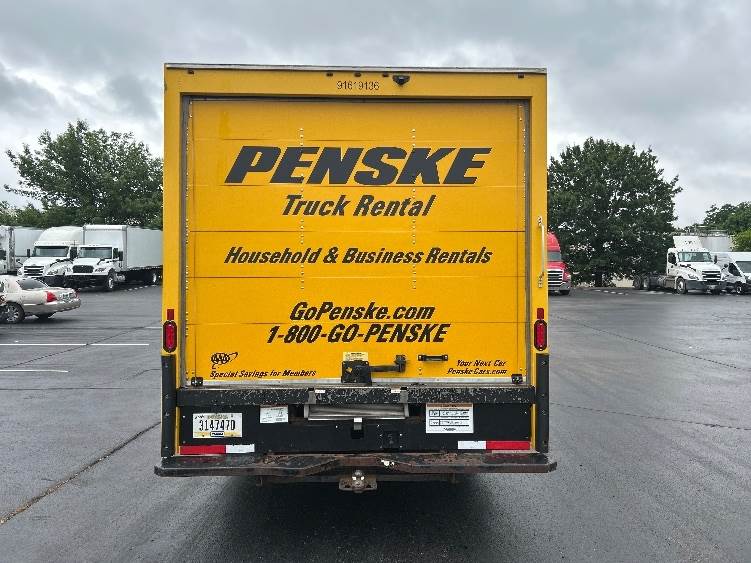 91619136
PENSKE
Truck Rental
Household & Business Rentals
GoPenske.com
1-800-GO-PENSKE
AAA
Special Savings for Members
Your Next Car
PenskeCars.com
3147470